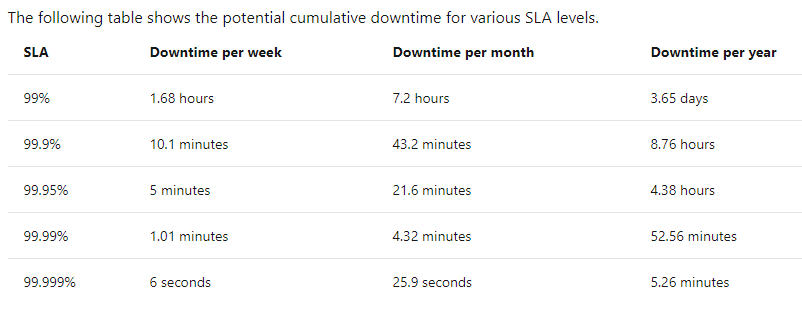 The following table shows the potential cumulative downtime for various SLA levels.
SLA Downtime per week Downtime per month Downtime per year
99% 1.68 hours 7.2 hours 3.65 days
99.9% 10.1 minutes 43.2 minutes 8.76 hours
99.95% 5 minutes 21.6 minutes 4.38 hours
99.99% 1.01 minutes 4.32 minutes 52.56 minutes
99.999% 6 seconds 25.9 seconds 5.26 minutes